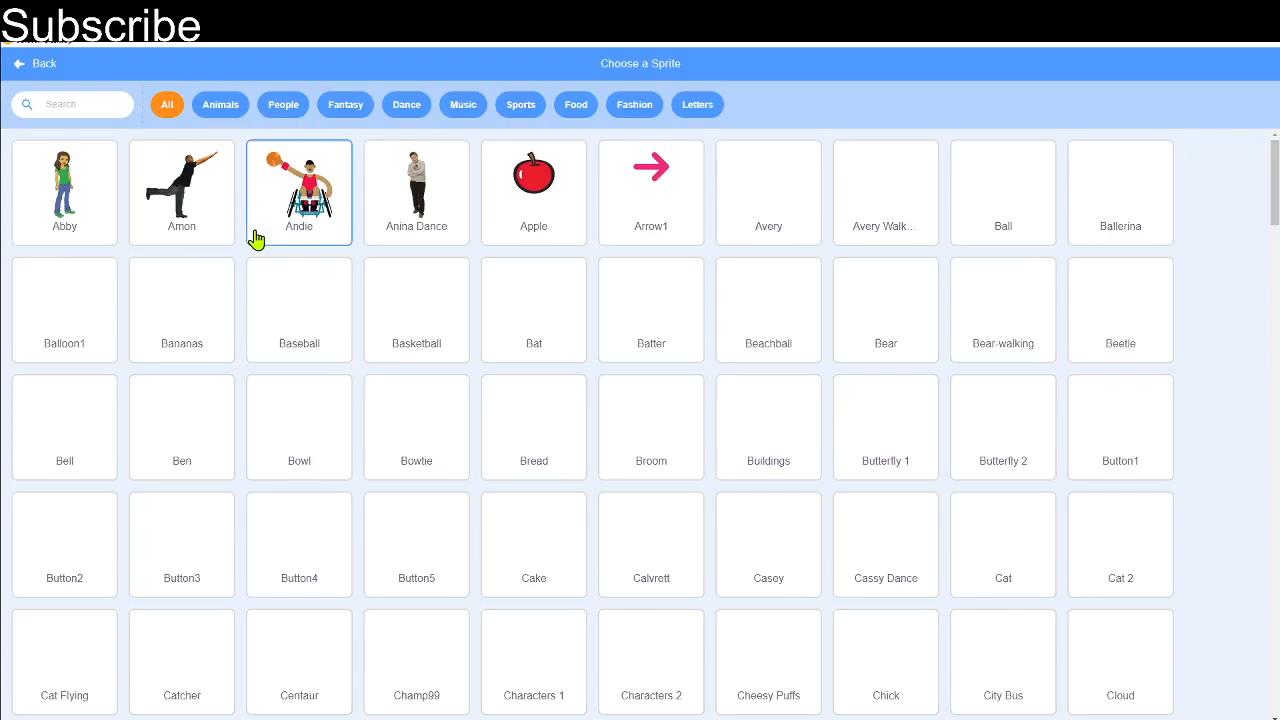 Subscribe
Back
Choose a Sprite
Search
All
Animals
People
Fantasy
Dance
Music
Sports
Food
Fashion
Letters
Abby
Amon
Andie
Anina Dance
Apple
Arrow1
Avery
Avery Walk...
Ball
Ballerina
Balloon1
Bananas
Baseball
Basketball
Bat
Batter
Beachball
Bear
Bear-walking
Beetle
Bell
Ben
Bowl
Bowtie
Bread
Broom
Buildings
Butterfly 1
Butterfly 2
Button1
Button2
Button3
Button4
Button5
Cake
Calvrett
Casey
Cassy Dance
Cat
Cat 2
Cat Flying
Catcher
Centaur
Champ99
Characters 1
Characters 2
Cheesy Puffs
Chick
City Bus
Cloud